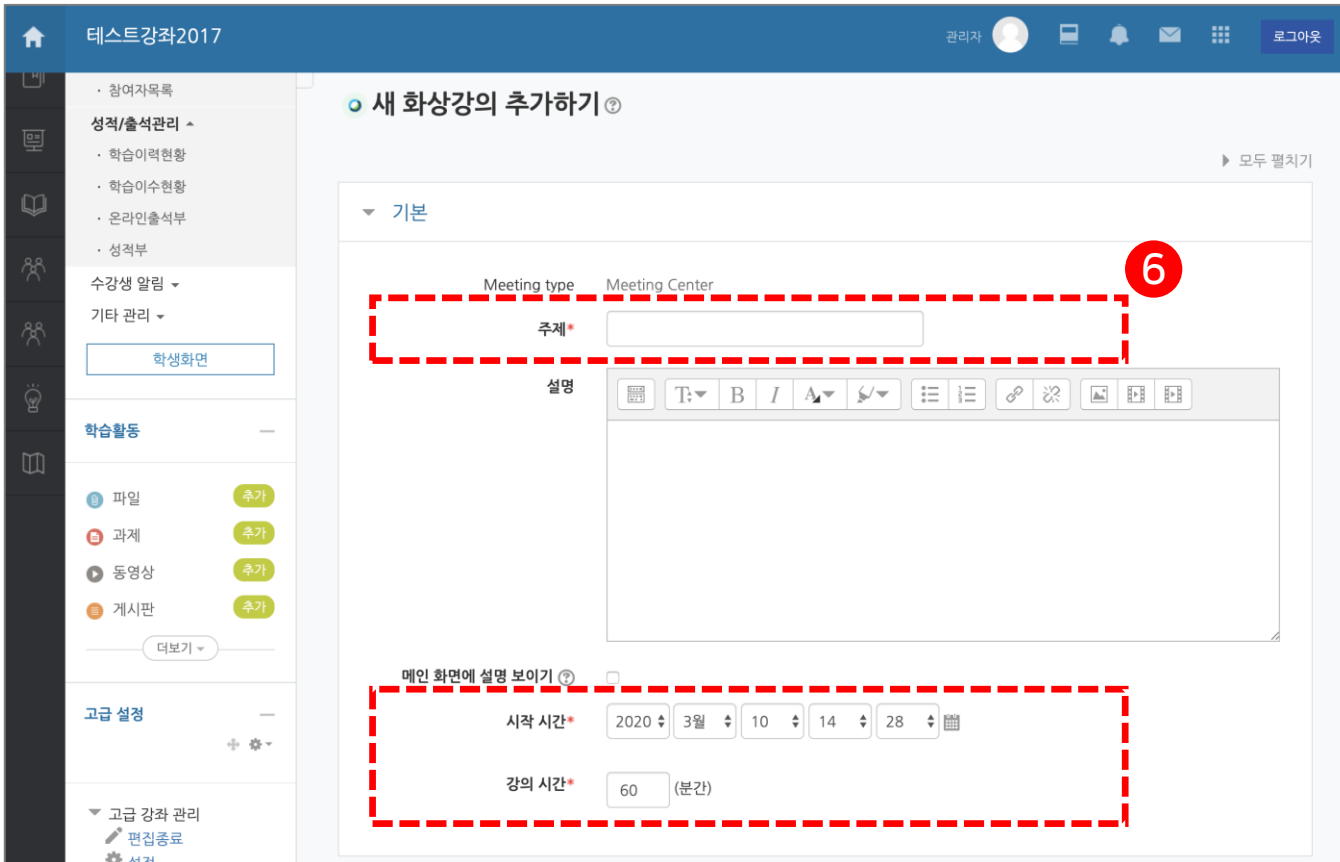 테스트강좌2017
관리자
로그아웃
· 참여자목록
성적/출석관리
· 학습이력현황
· 학습이수현황
· 온라인출석부
· 성적부
수강생 알림
기타 관리
학생화면
학습활동
파일 추가
과제 추가
동영상 추가
게시판 추가
더보기
고급 설정
고급 강좌 관리
편집종료
설정
새 화상강의 추가하기
모두 펼치기
기본
6
Meeting type Meeting Center
주제*
설명
T B I A
메인 화면에 설명 보이기
시작 시간* 2020 3월 10 14 28
강의 시간* 60 (분간)